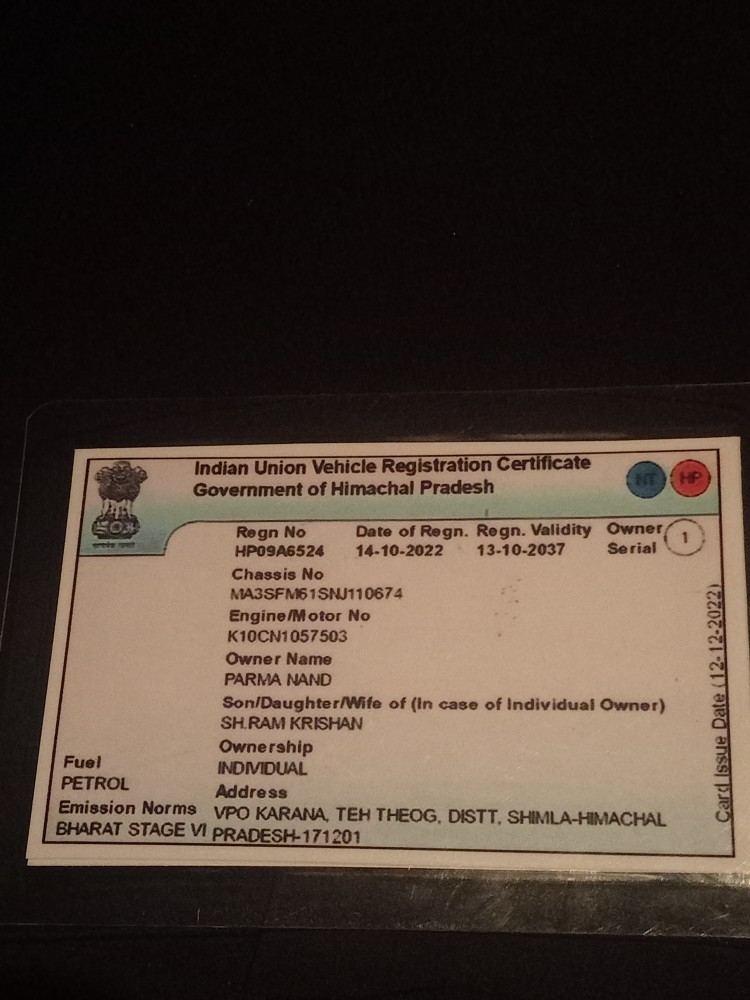 Indian Union Vehicle Registration Certificate
Government of Himachal Pradesh
NT HP
Regn No Date of Regn. Regn. Validity Owner Serial 1
HP09A6524 14-10-2022 13-10-2037
Chassis No
MA3SFM61SNJ110674
Engine/Motor No
K10CN1057503
Owner Name
PARMA NAND
Son/Daughter/Wife of (In case of Individual Owner)
SH.RAM KRISHAN
Ownership
INDIVIDUAL
Fuel
PETROL
Address
VPO KARANA, TEH THEOG, DISTT, SHIMLA-HIMACHAL
PRADESH-171201
Emission Norms
BHARAT STAGE VI
Card Issue Date (12-12-2022)